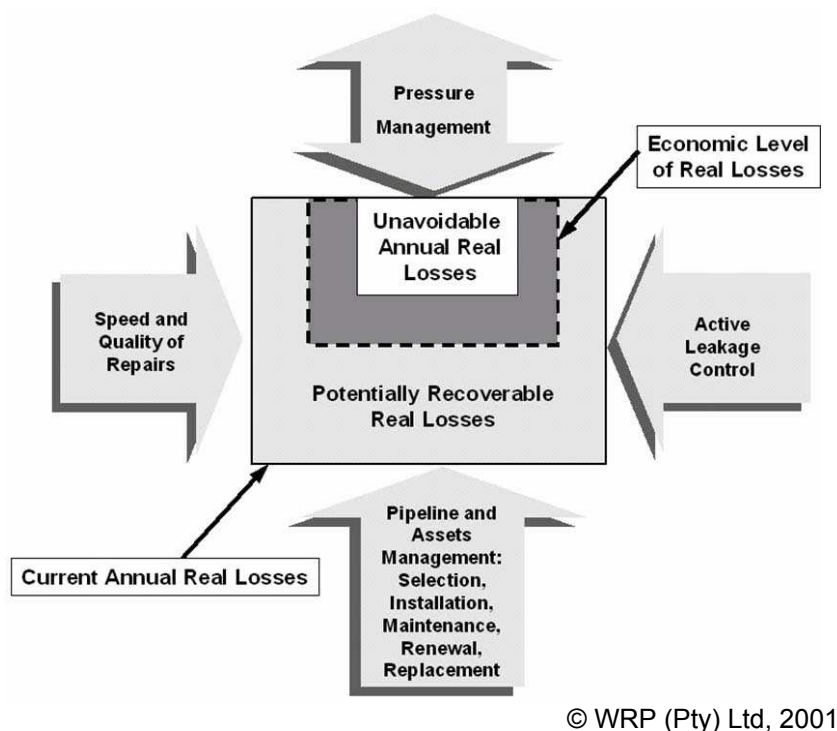 Pressure
Management
Economic Level
of Real Losses
Unavoidable
Annual Real
Losses
Speed and
Quality of
Repairs
Active
Leakage
Control
Potentially Recoverable
Real Losses
Current Annual Real Losses
Pipeline and
Assets
Management:
Selection,
Installation,
Maintenance,
Renewal,
Replacement
© WRP (Pty) Ltd, 2001